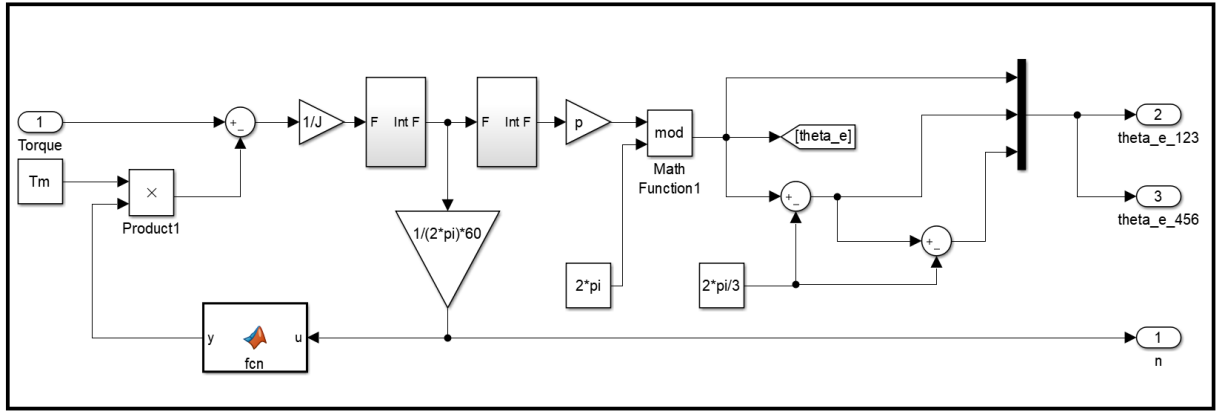 1
Torque
Tm
×
Product1
+
−
1/J
F Int F
F Int F
p
mod
Math
Function1
[theta_e]
+
−
+
−
2
theta_e_123
3
theta_e_456
1/(2*pi)*60
2*pi
2*pi/3
y u
fcn
1
n